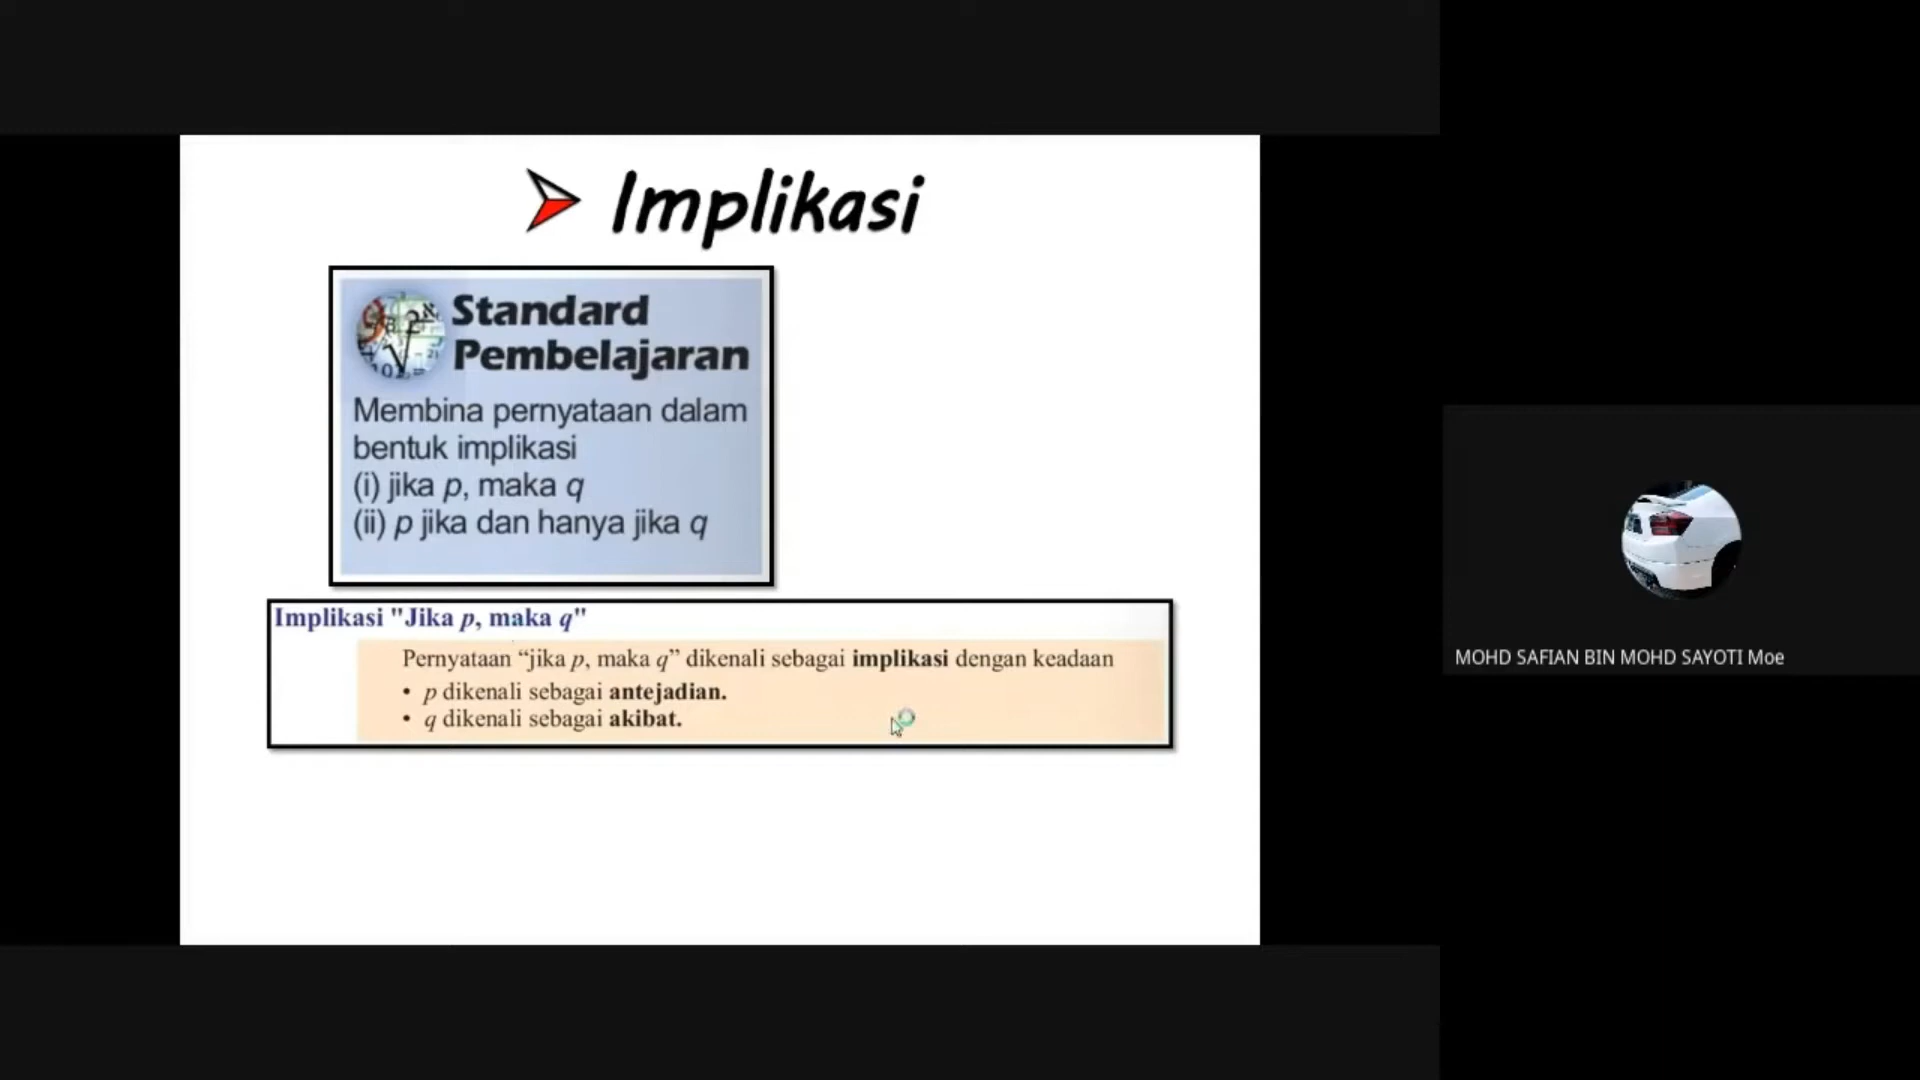 Implikasi
Standard
Pembelajaran
Membina pernyataan dalam
bentuk implikasi
(i) jika p, maka q
(ii) p jika dan hanya jika q
Implikasi "Jika p, maka q"
Pernyataan “jika p, maka q” dikenali sebagai implikasi dengan keadaan
• p dikenali sebagai antejadian.
• q dikenali sebagai akibat.
MOHD SAFIAN BIN MOHD SAYOTI Moe